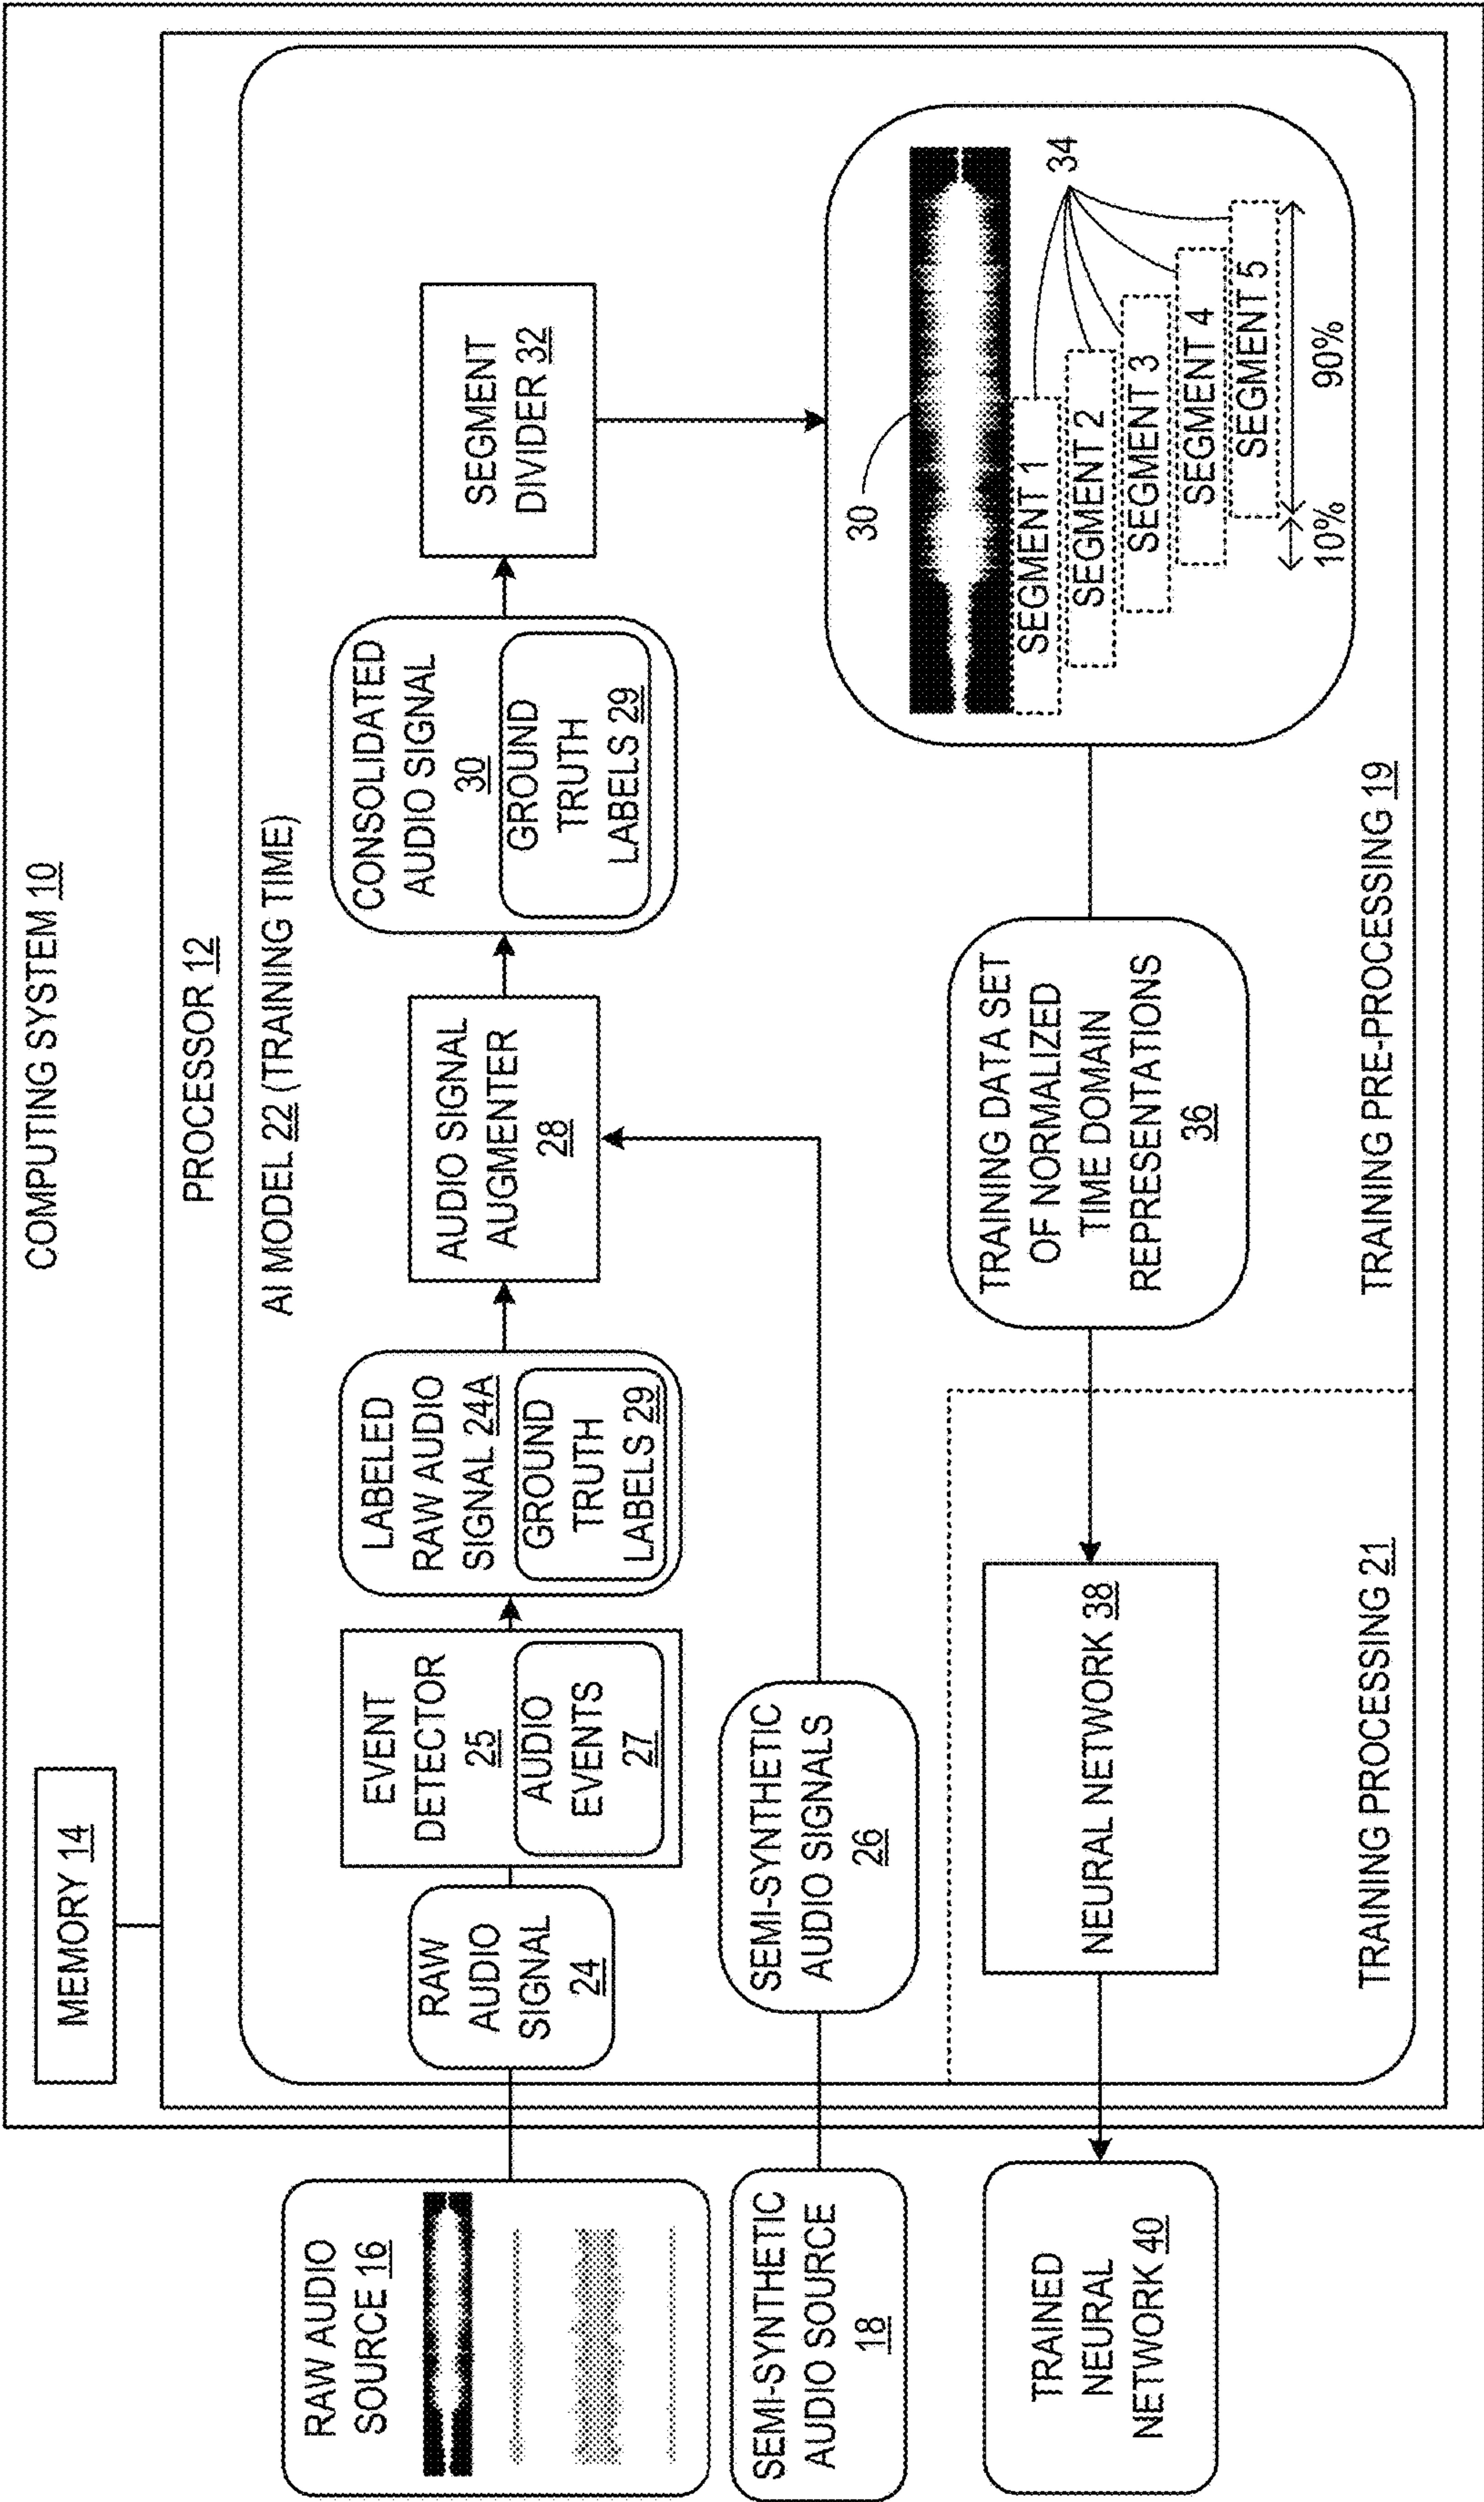 COMPUTING SYSTEM 10
MEMORY 14
PROCESSOR 12
AI MODEL 22 (TRAINING TIME)
RAW AUDIO
SOURCE 16
RAW
AUDIO
SIGNAL
24
EVENT
DETECTOR
25
AUDIO
EVENTS
27
LABELED
RAW AUDIO
SIGNAL 24A
GROUND
TRUTH
LABELS 29
AUDIO SIGNAL
AUGMENTER
28
CONSOLIDATED
AUDIO SIGNAL
30
GROUND
TRUTH
LABELS 29
SEGMENT
DIVIDER 32
SEMI-SYNTHETIC
AUDIO SOURCE
18
SEMI-SYNTHETIC
AUDIO SIGNALS
26
30
34
SEGMENT 1
SEGMENT 2
SEGMENT 3
SEGMENT 4
SEGMENT 5
10%
90%
TRAINING DATA SET
OF NORMALIZED
TIME DOMAIN
REPRESENTATIONS
36
NEURAL NETWORK 38
TRAINED
NEURAL
NETWORK 40
TRAINING PROCESSING 21
TRAINING PRE-PROCESSING 19